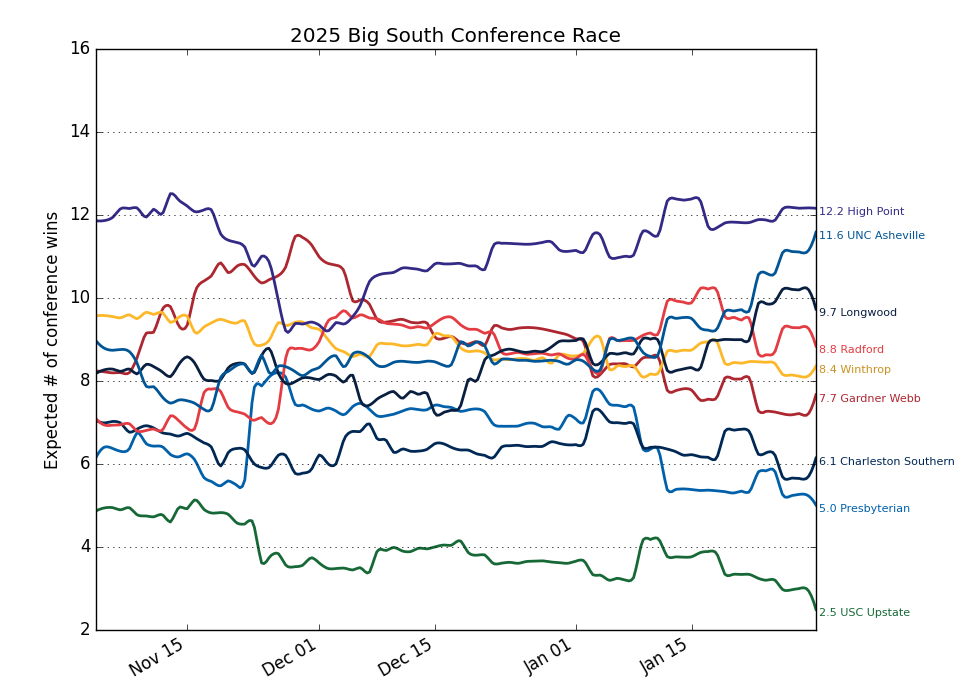 2025 Big South Conference Race
Expected # of conference wins
16
14
12
10
8
6
4
2
12.2 High Point
11.6 UNC Asheville
9.7 Longwood
8.8 Radford
8.4 Winthrop
7.7 Gardner Webb
6.1 Charleston Southern
5.0 Presbyterian
2.5 USC Upstate
Nov 15
Dec 01
Dec 15
Jan 01
Jan 15